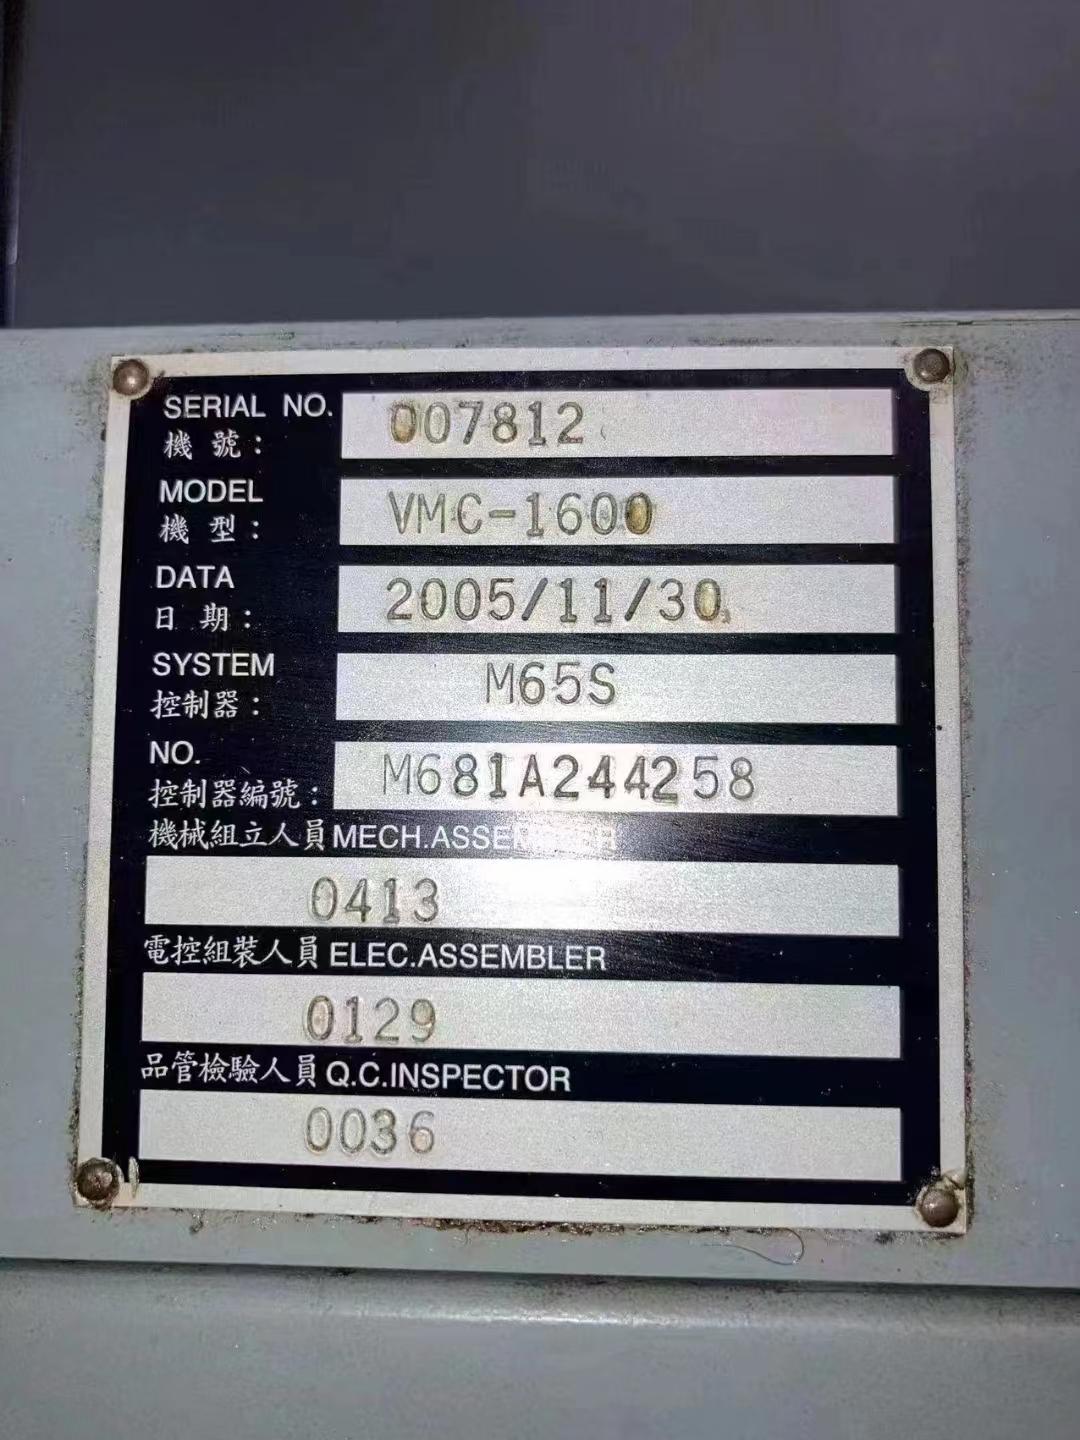 SERIAL NO. 007812
機 號：
MODEL VMC-1600
機 型：
DATA 2005/11/30
日 期：
SYSTEM M65S
控制器：
NO. M681A244258
控制器編號：
機械組立人員 MECH.ASSEMBLER
0413
電控組裝人員 ELEC.ASSEMBLER
0129
品管檢驗人員 Q.C.INSPECTOR
0036